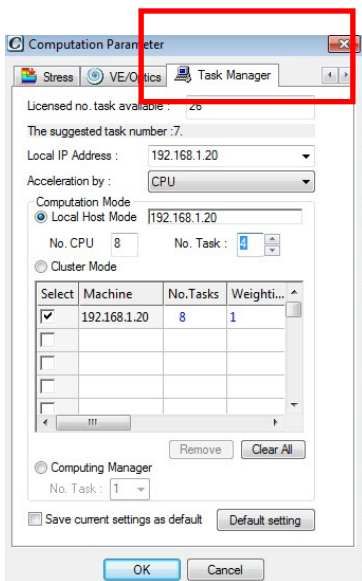 Computation Parameter
Stress VE/Optics Task Manager
Licensed no. task available : 26
The suggested task number :7.
Local IP Address : 192.168.1.20
Acceleration by : CPU
Computation Mode
Local Host Mode 192.168.1.20
No. CPU 8 No. Task : 4
Cluster Mode
Select Machine No.Tasks Weighti...
192.168.1.20 8 1
Remove Clear All
Computing Manager
No. Task : 1
Save current settings as default Default setting
OK Cancel